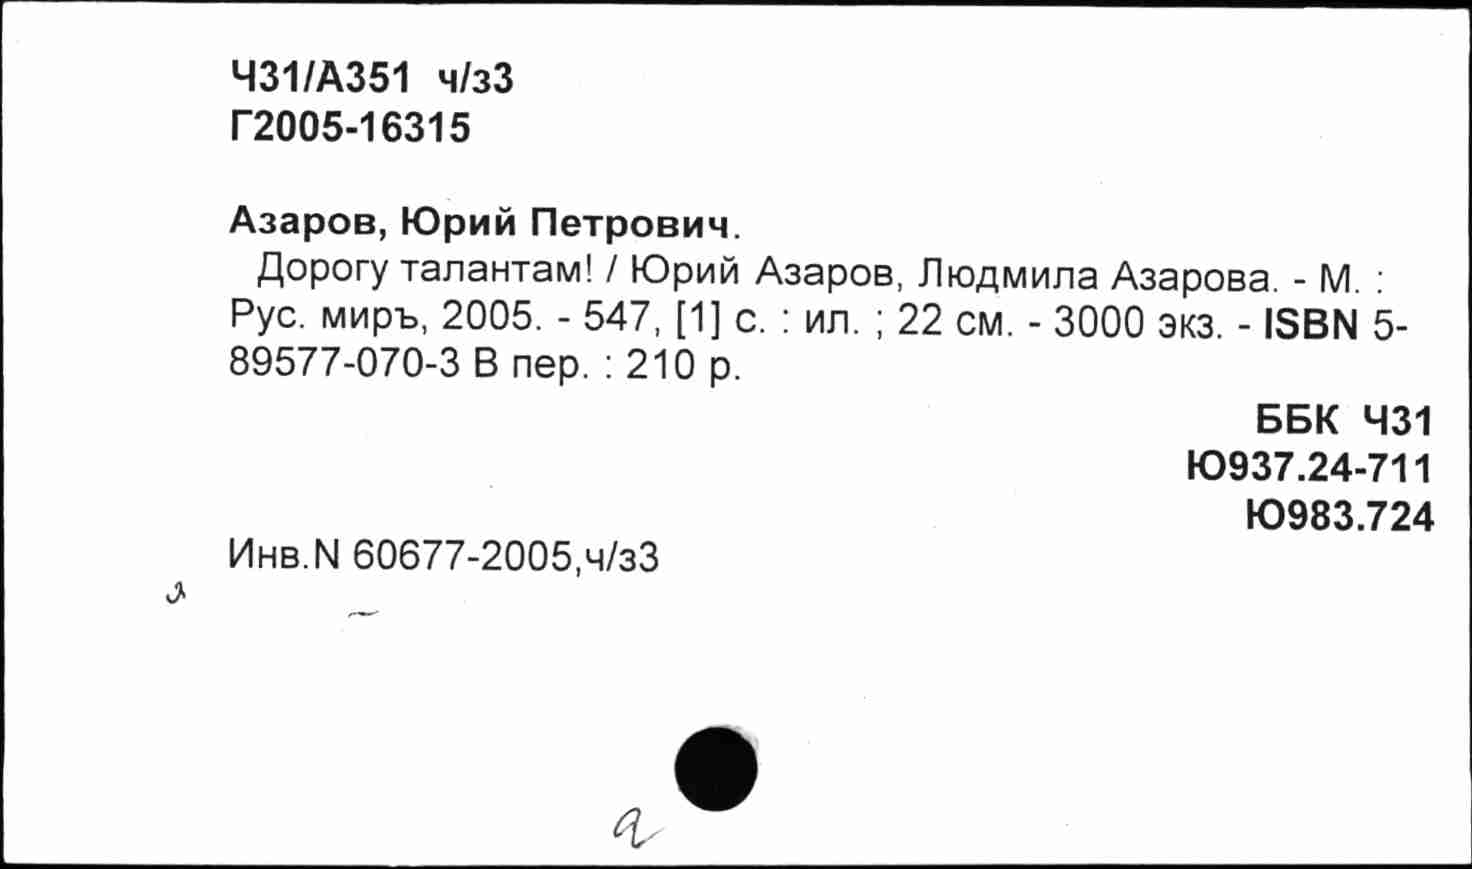 Ч31/А351 ч/з3
Г2005-16315
Азаров, Юрий Петрович.
Дорогу талантам! / Юрий Азаров, Людмила Азарова. - М. :
Рус. миръ, 2005. - 547, [1] с. : ил. ; 22 см. - 3000 экз. - ISBN 5-
89577-070-3 В пер. : 210 р.
ББК Ч31
Ю937.24-711
Ю983.724
Инв.N 60677-2005,ч/з3